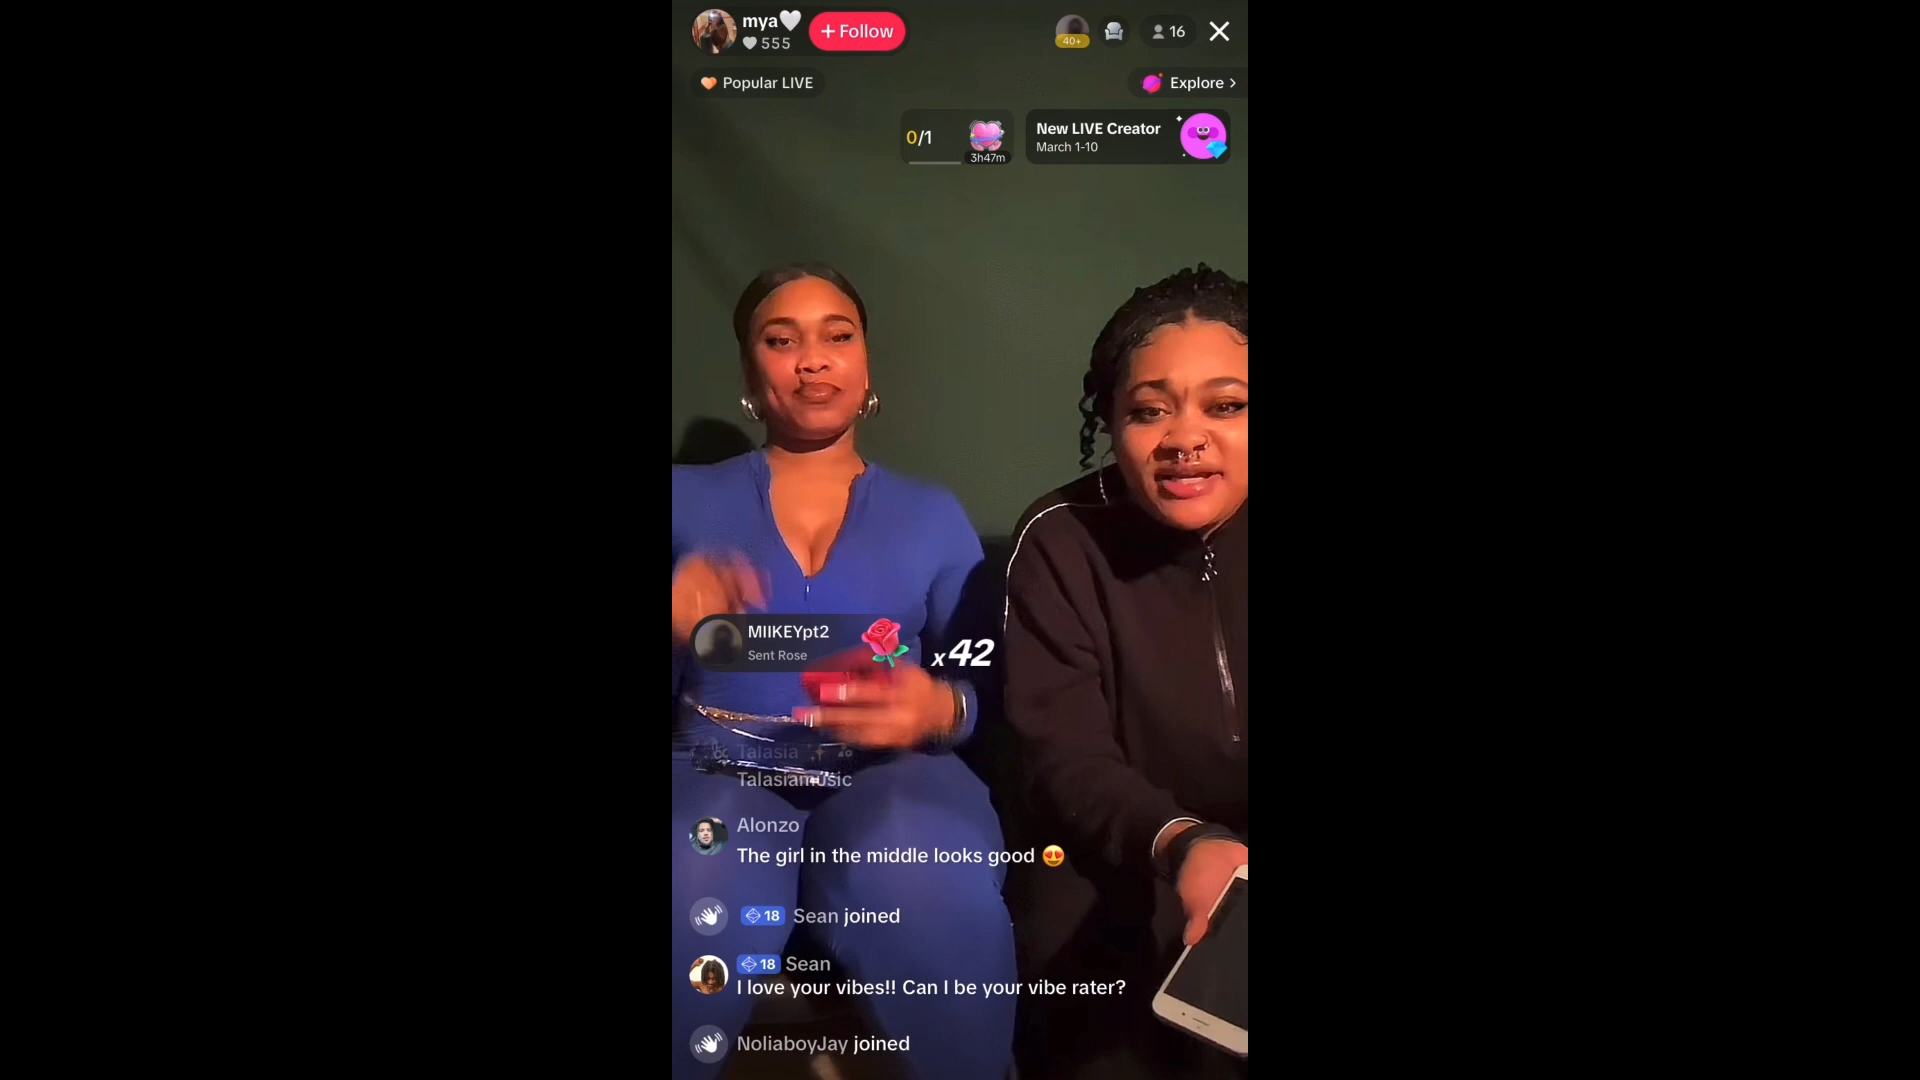 mya🤍
555
+ Follow
40+
16
Popular LIVE
Explore >
0/1
3h47m
New LIVE Creator
March 1-10
MIIKEYpt2
Sent Rose
x42
Talasia ✨
Talasiamusic
Alonzo
The girl in the middle looks good 😍
18 Sean joined
18 Sean
I love your vibes!! Can I be your vibe rater?
NoliaboyJay joined